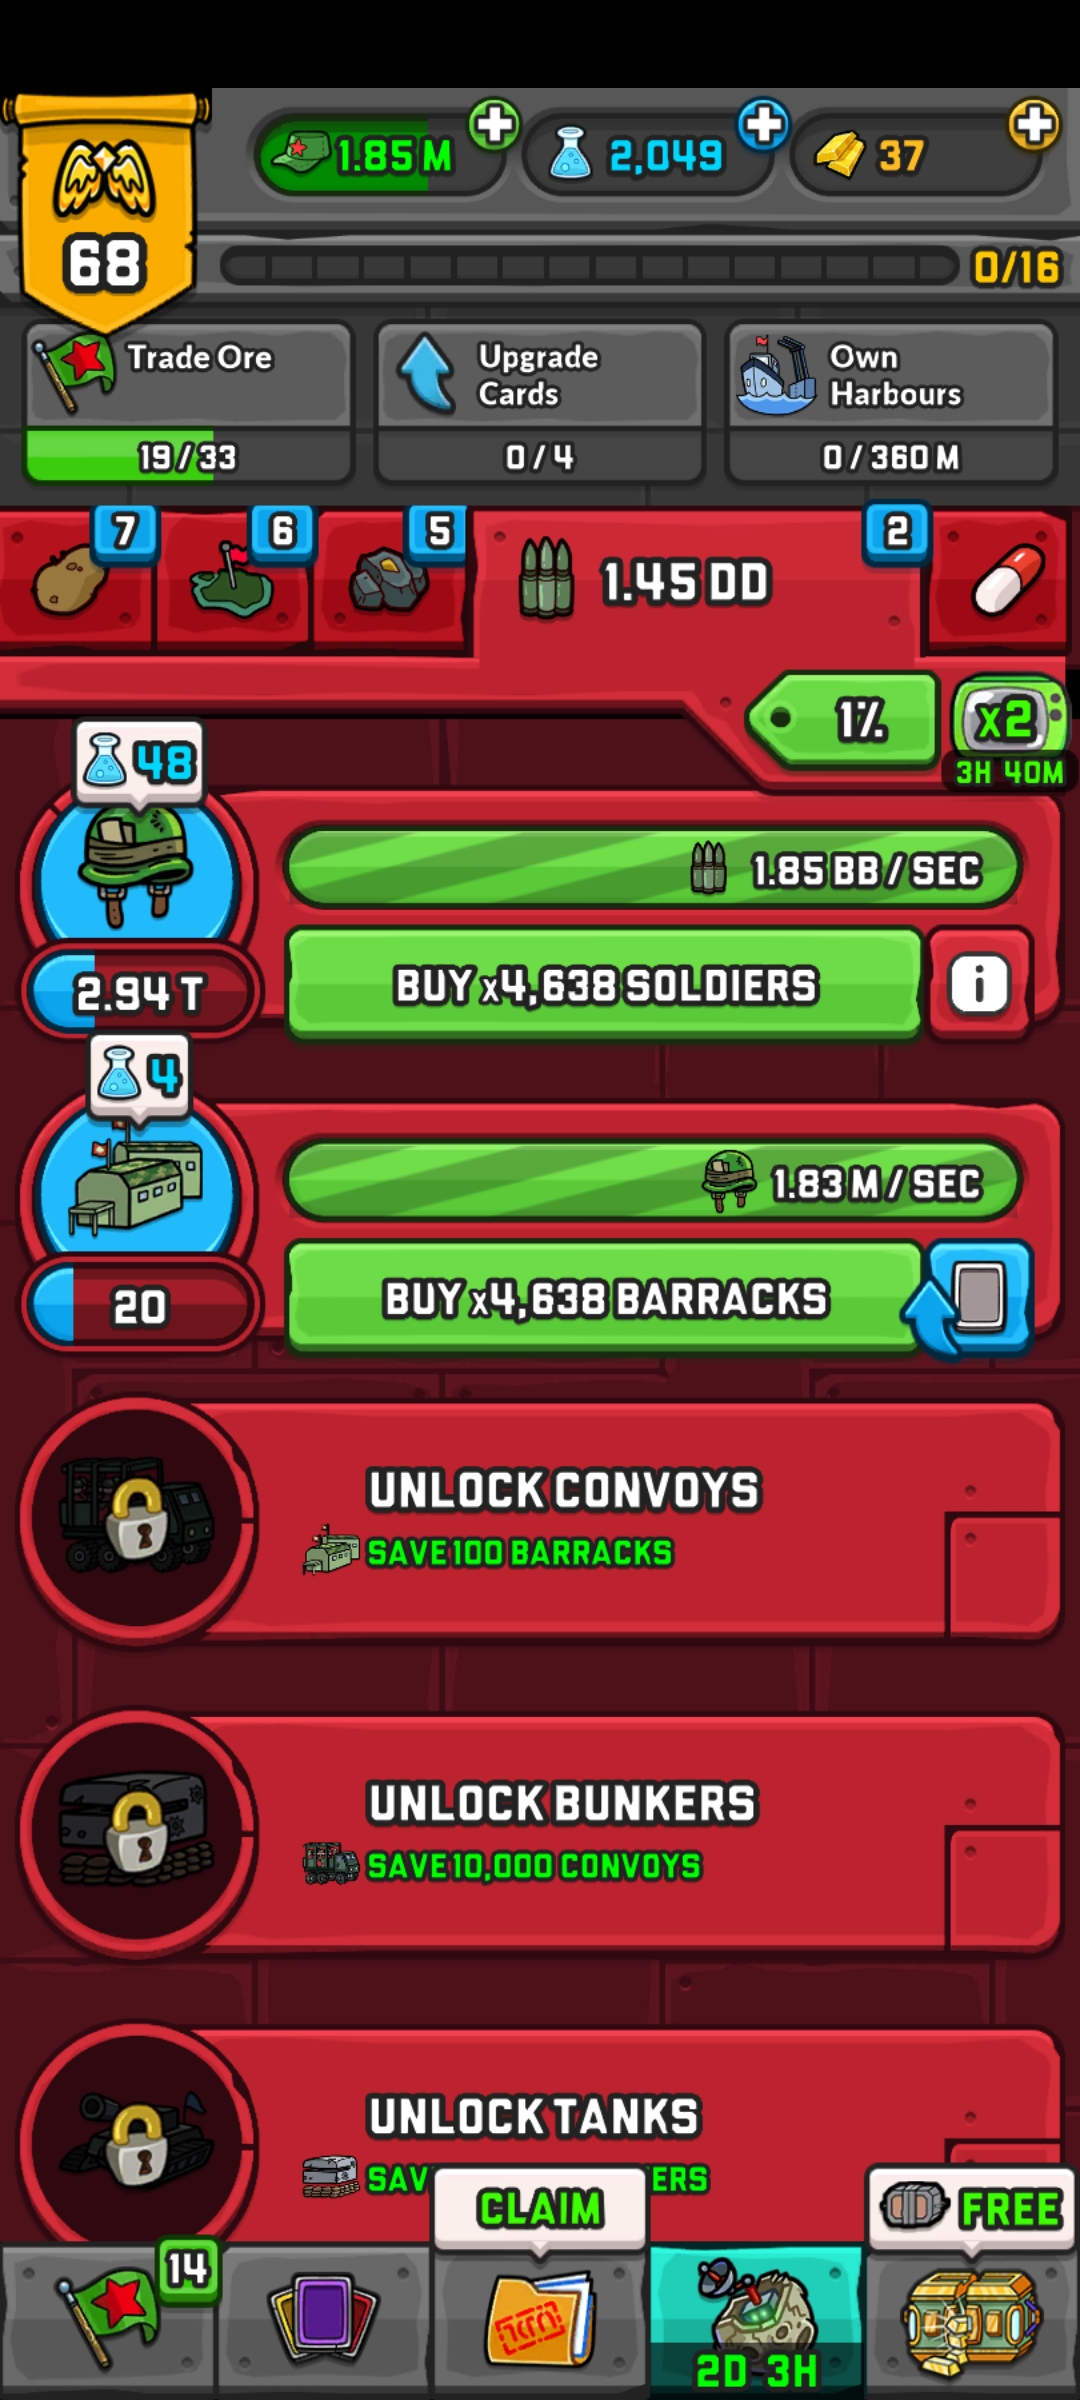 1.85 M
2,049
37
68
0/16
Trade Ore
19/33
Upgrade
Cards
0/4
Own
Harbours
0/360 M
7
6
5
1.45 DD
2
1%
x2
3H 40M
48
1.85 BB / SEC
2.94 T
BUY x4,638 SOLDIERS
i
4
1.83 M / SEC
20
BUY x4,638 BARRACKS
UNLOCK CONVOYS
SAVE 100 BARRACKS
UNLOCK BUNKERS
SAVE 10,000 CONVOYS
UNLOCK TANKS
CLAIM
FREE
14
2D 3H